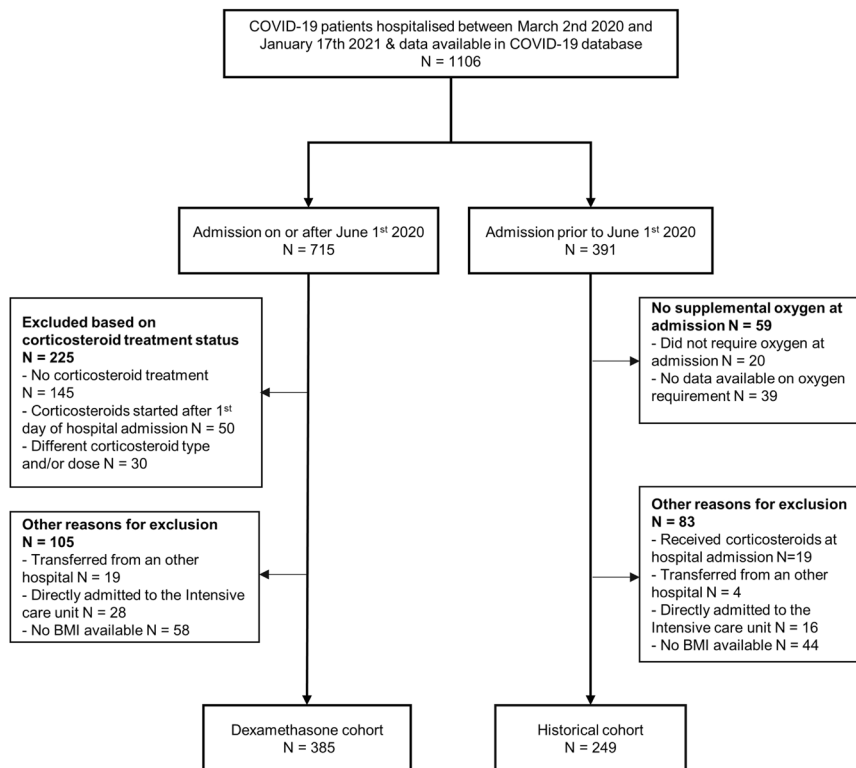 COVID-19 patients hospitalised between March 2nd 2020 and
January 17th 2021 & data available in COVID-19 database
N = 1106
Admission on or after June 1st 2020
N = 715
Admission prior to June 1st 2020
N = 391
Excluded based on
corticosteroid treatment status
N = 225
- No corticosteroid treatment
N = 145
- Corticosteroids started after 1st
day of hospital admission N = 50
- Different corticosteroid type
and/or dose N = 30
No supplemental oxygen at
admission N = 59
- Did not require oxygen at
admission N = 20
- No data available on oxygen
requirement N = 39
Other reasons for exclusion
N = 105
- Transferred from an other
hospital N = 19
- Directly admitted to the Intensive
care unit N = 28
- No BMI available N = 58
Other reasons for exclusion
N = 83
- Received corticosteroids at
hospital admission N=19
- Transferred from an other
hospital N = 4
- Directly admitted to the
Intensive care unit N = 16
- No BMI available N = 44
Dexamethasone cohort
N = 385
Historical cohort
N = 249